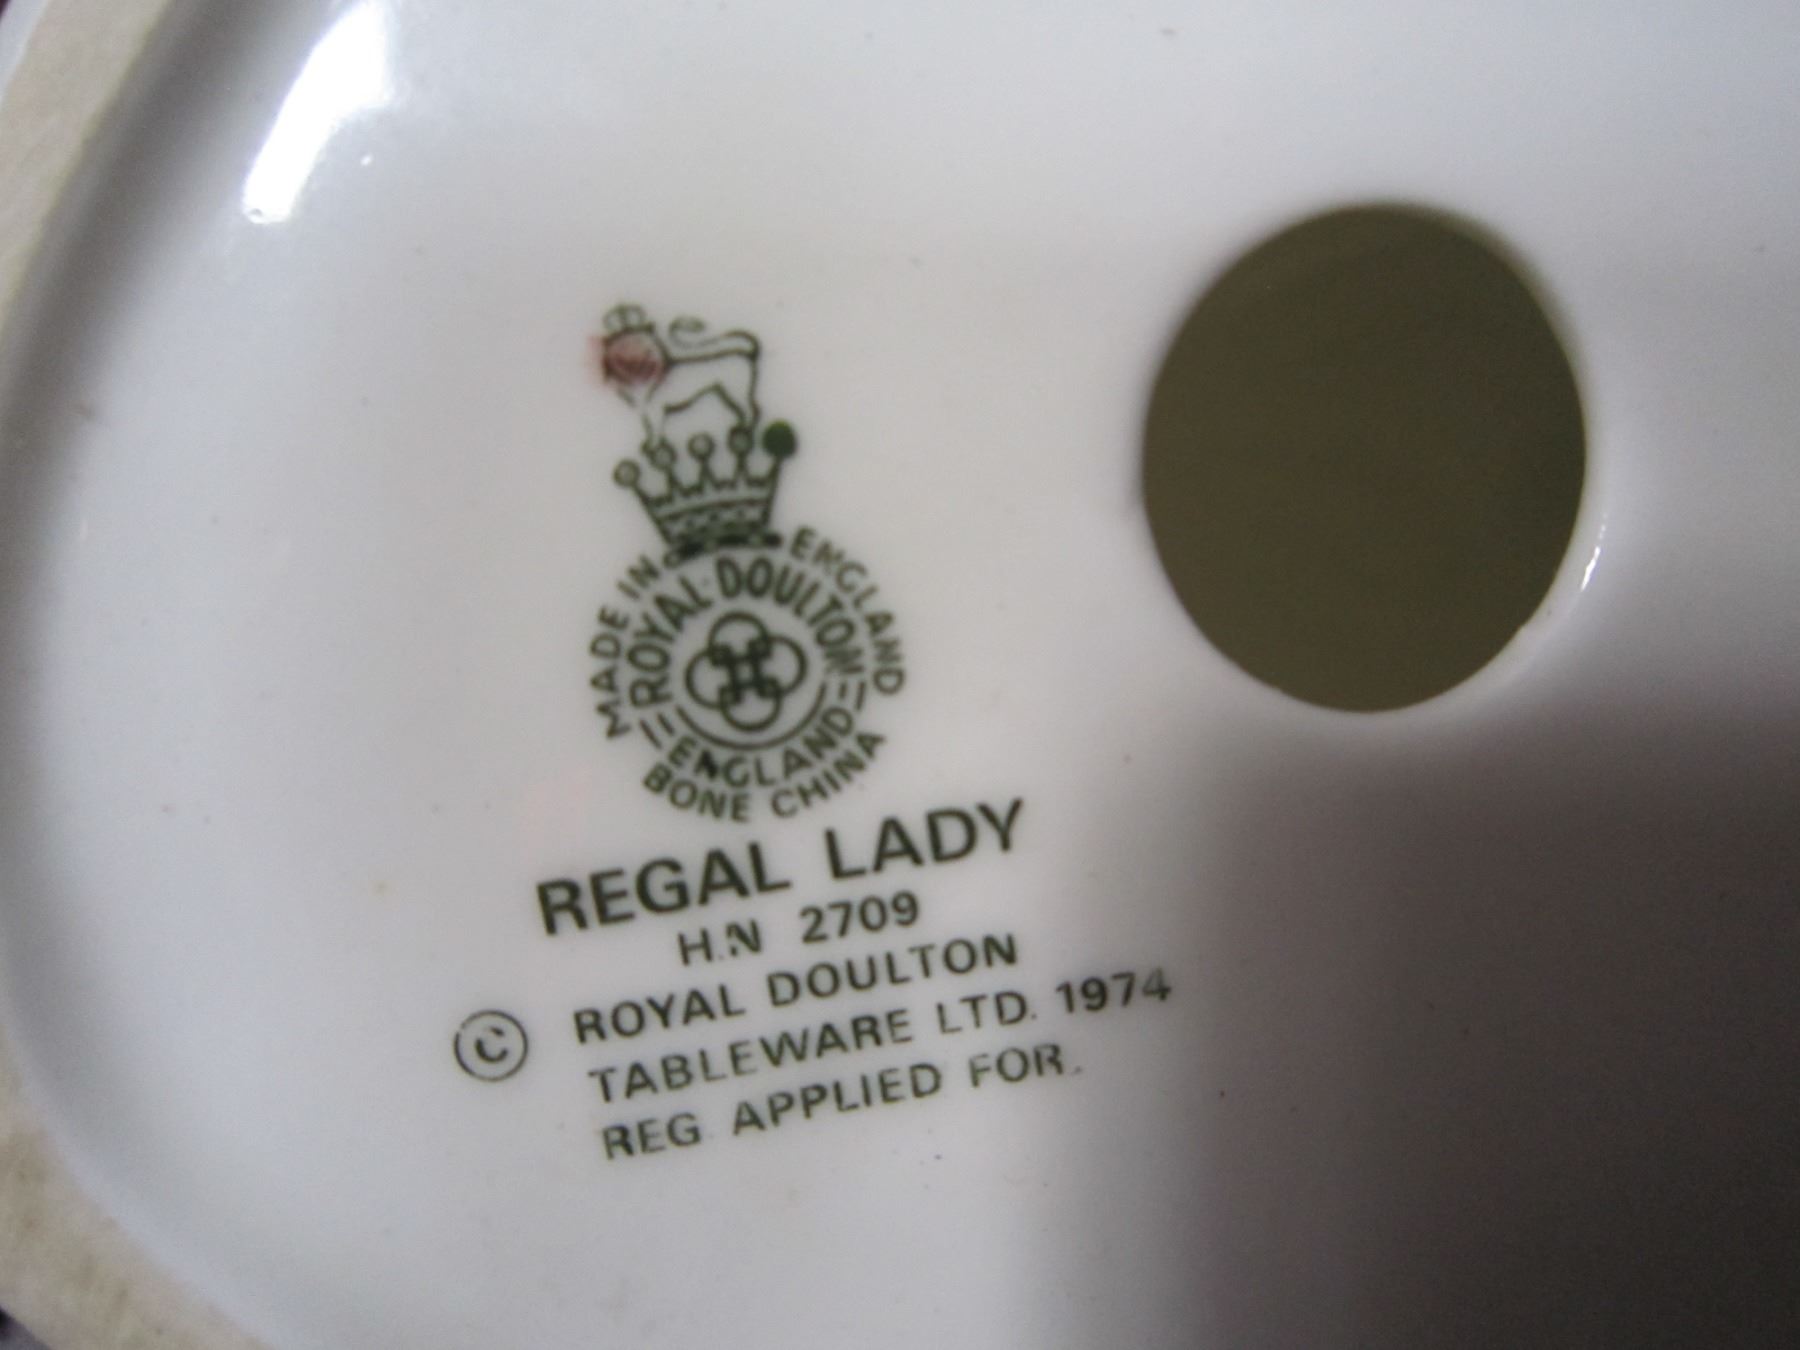 MADE IN ENGLAND
ROYAL DOULTON
ENGLAND
BONE CHINA
REGAL LADY
H.N 2709
© ROYAL DOULTON
TABLEWARE LTD. 1974
REG APPLIED FOR.